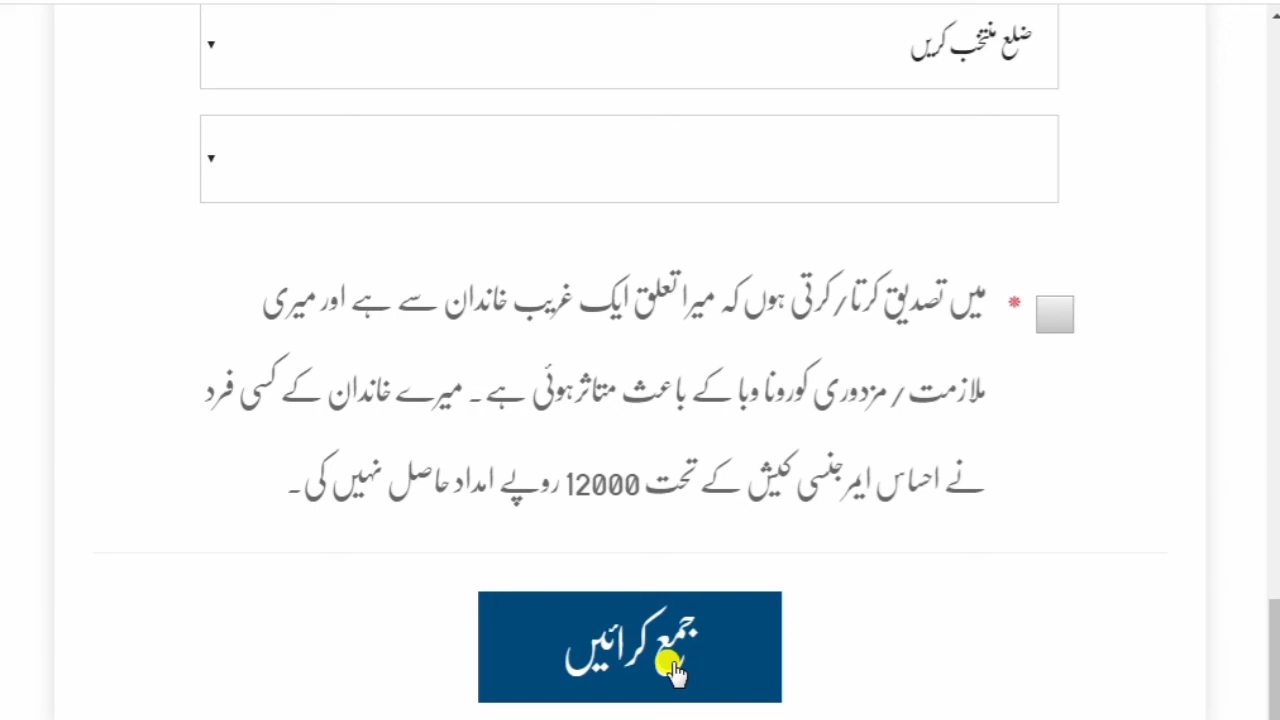 ضلع منتخب کریں
* میں تصدیق کرتا/کرتی ہوں کہ میرا تعلق ایک غریب خاندان سے ہے اور میری
ملازمت/مزدوری کورونا وبا کے باعث متاثر ہوئی ہے۔ میرے خاندان کے کسی فرد
نے احساس ایمرجنسی کیش کے تحت 12000 روپے امداد حاصل نہیں کی۔
جمع کرائیں